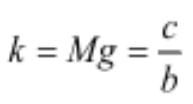 k = Mg = c/b